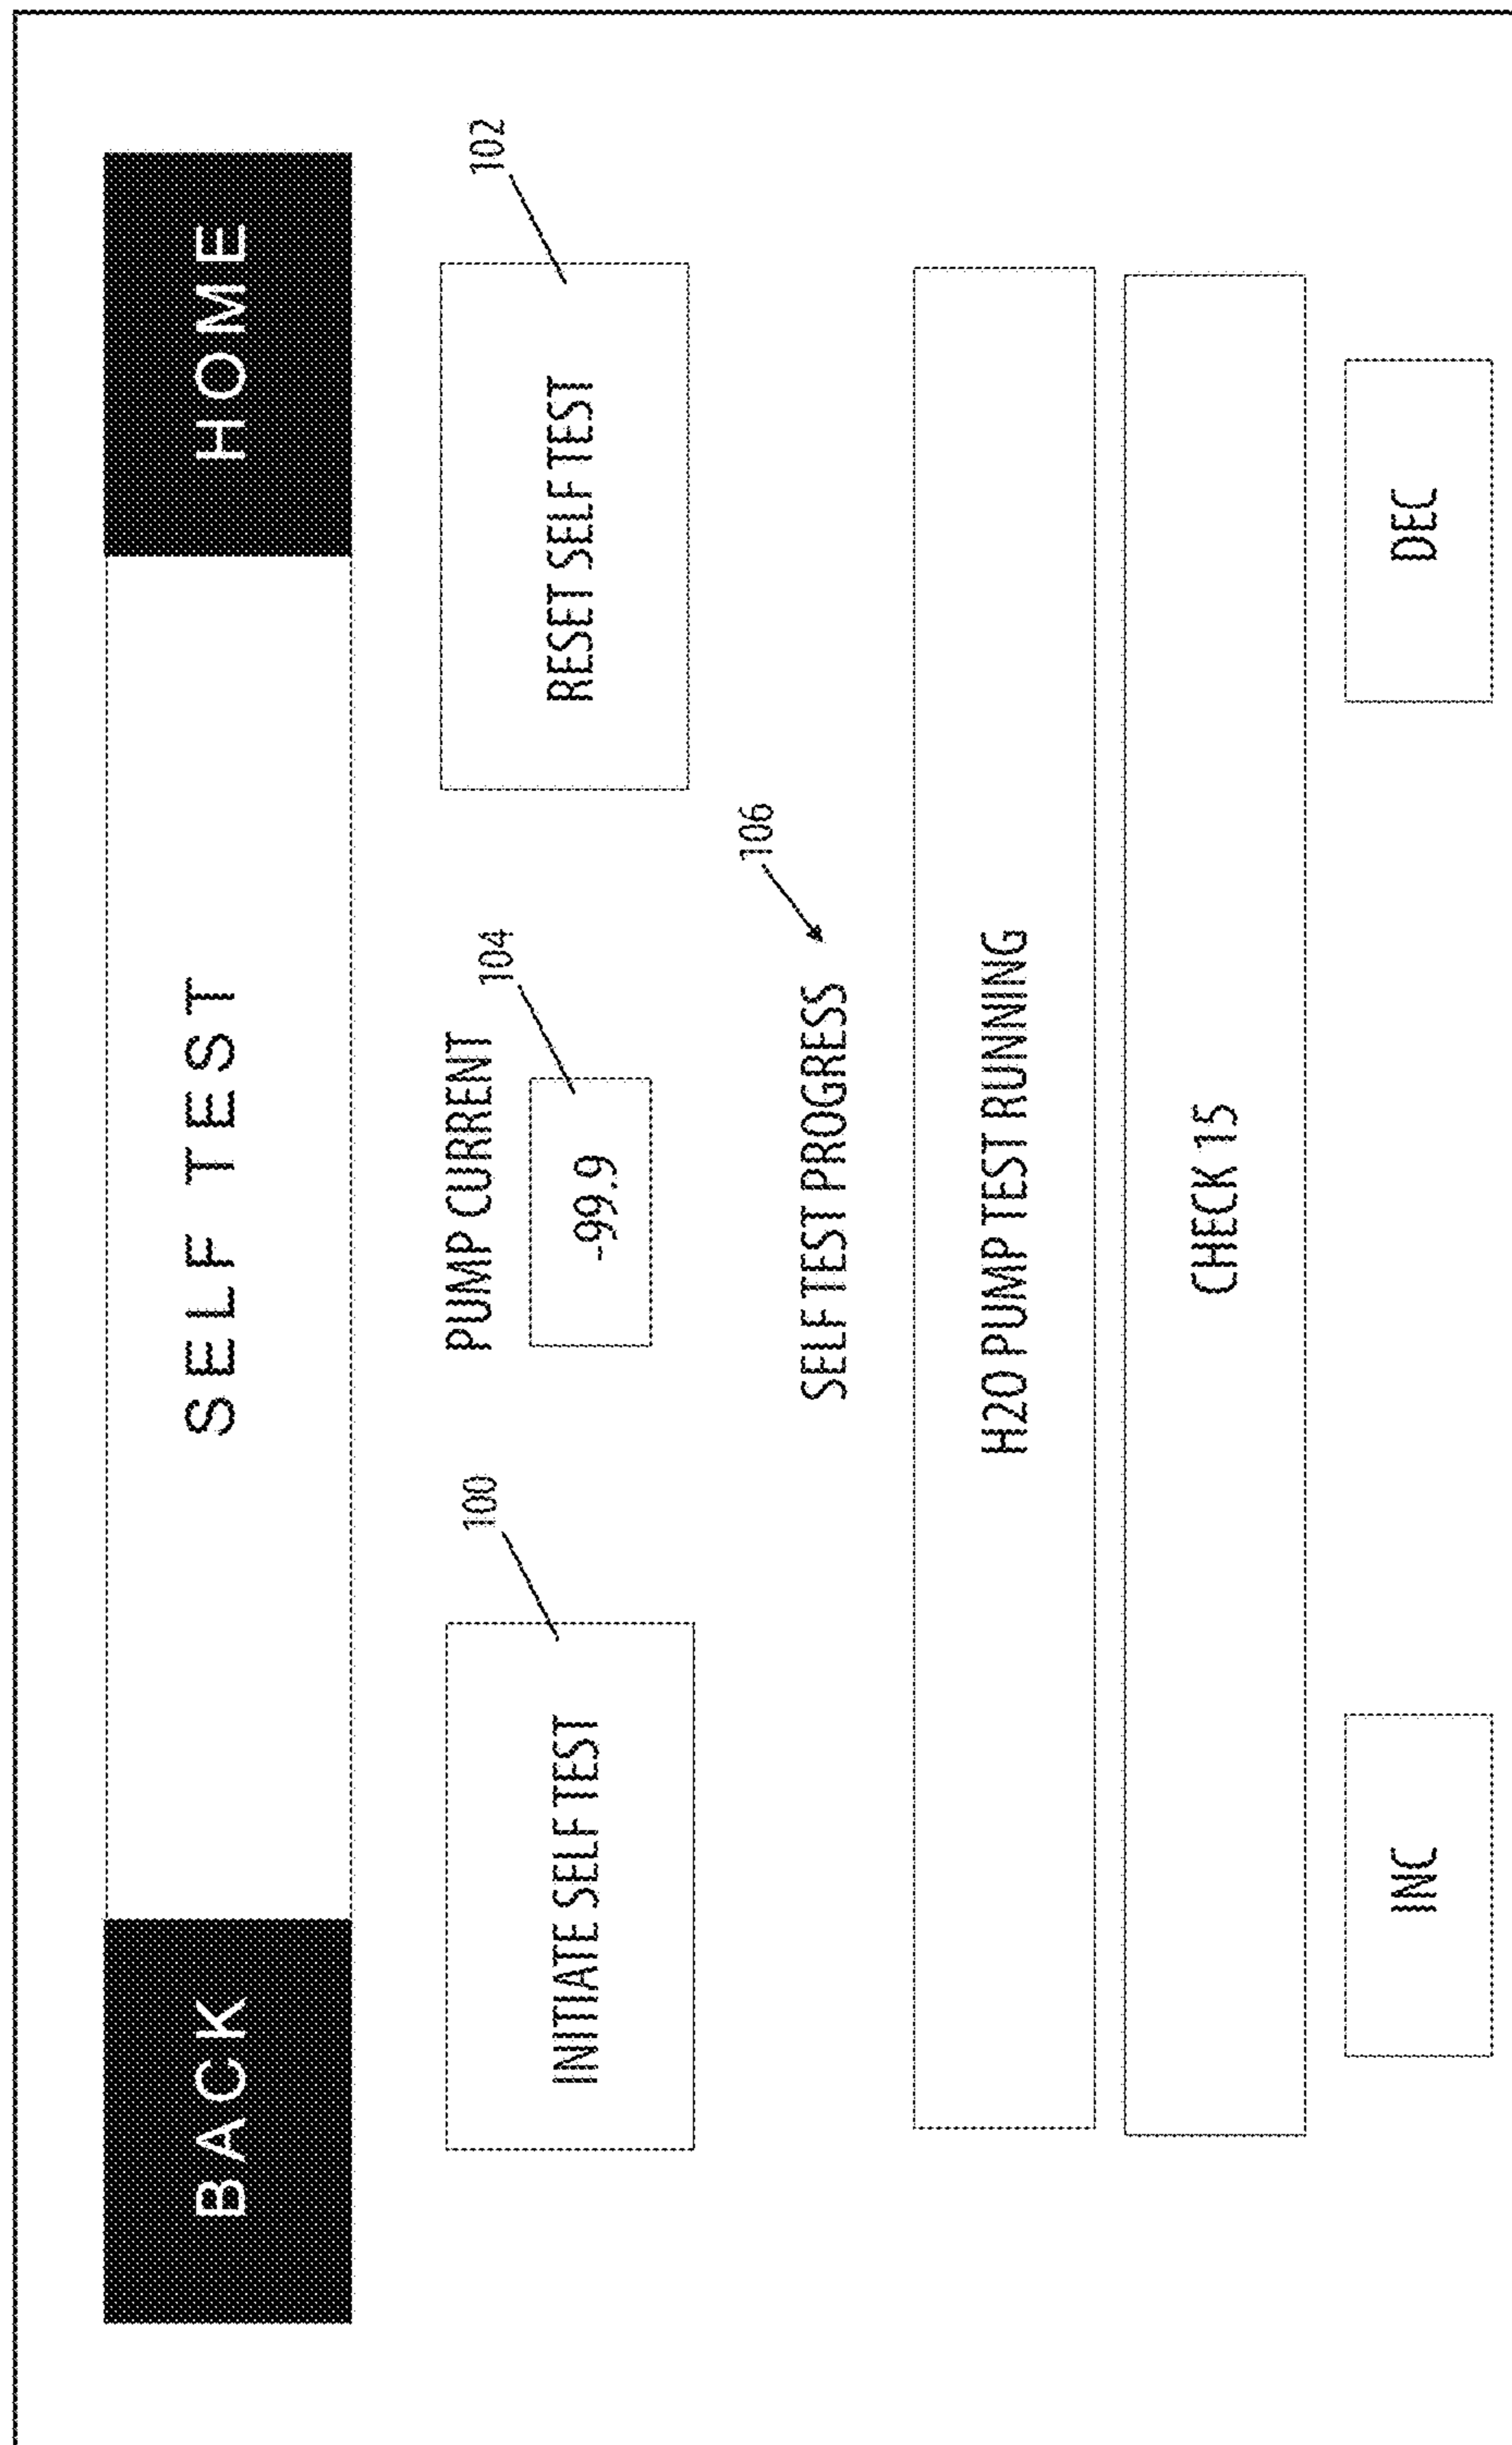 BACK
SELF TEST
HOME
100
104
102
PUMP CURRENT
INITIATE SELF TEST
-99.9
RESET SELF TEST
106
SELF TEST PROGRESS
H2O PUMP TEST RUNNING
CHECK 15
INC
DEC